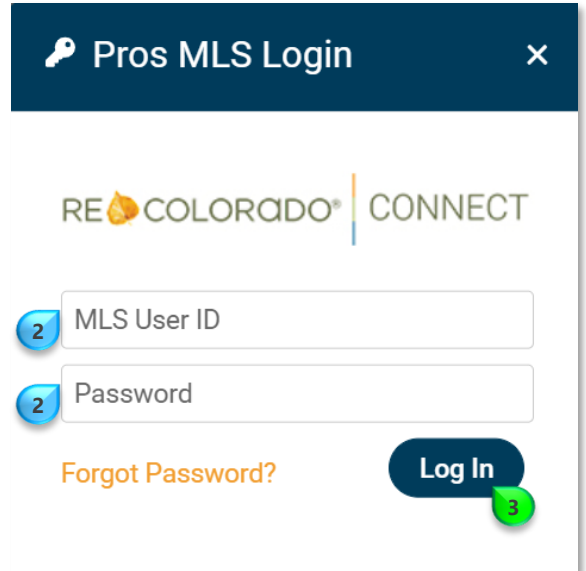 Pros MLS Login ×
RE COLORADO® | CONNECT
2 MLS User ID
2 Password
Forgot Password? Log In
3